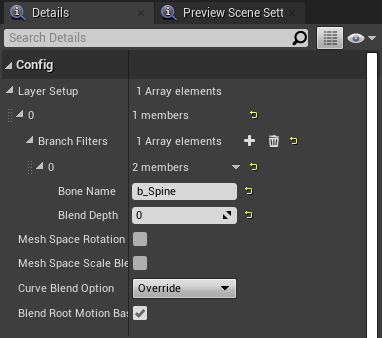 Details
Preview Scene Sett
Search Details
Config
Layer Setup 1 Array elements
0 1 members
Branch Filters 1 Array elements
0 2 members
Bone Name b_Spine
Blend Depth 0
Mesh Space Rotation
Mesh Space Scale Ble
Curve Blend Option Override
Blend Root Motion Bas